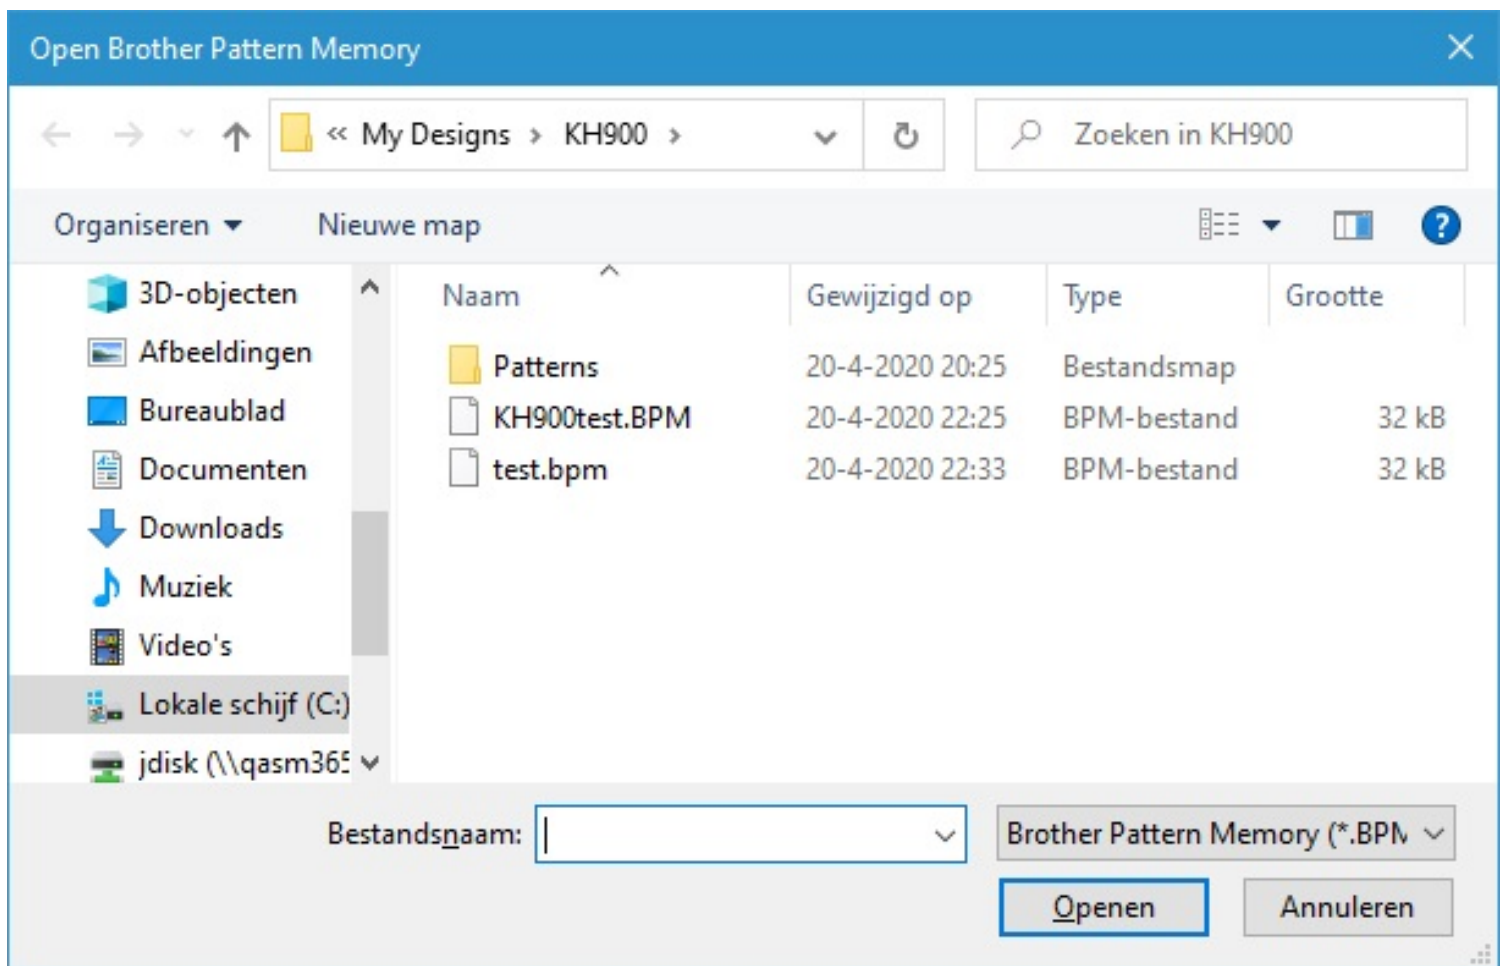 Open Brother Pattern Memory
« My Designs › KH900 ›
Zoeken in KH900
Organiseren
Nieuwe map
?
Naam
Gewijzigd op
Type
Grootte
3D-objecten
Afbeeldingen
Bureaublad
Documenten
Downloads
Muziek
Video's
Lokale schijf (C:)
jdisk (\\qasm365
Patterns 20-4-2020 20:25 Bestandsmap
KH900test.BPM 20-4-2020 22:25 BPM-bestand 32 kB
test.bpm 20-4-2020 22:33 BPM-bestand 32 kB
Bestandsnaam:
Brother Pattern Memory (*.BPM
Openen
Annuleren